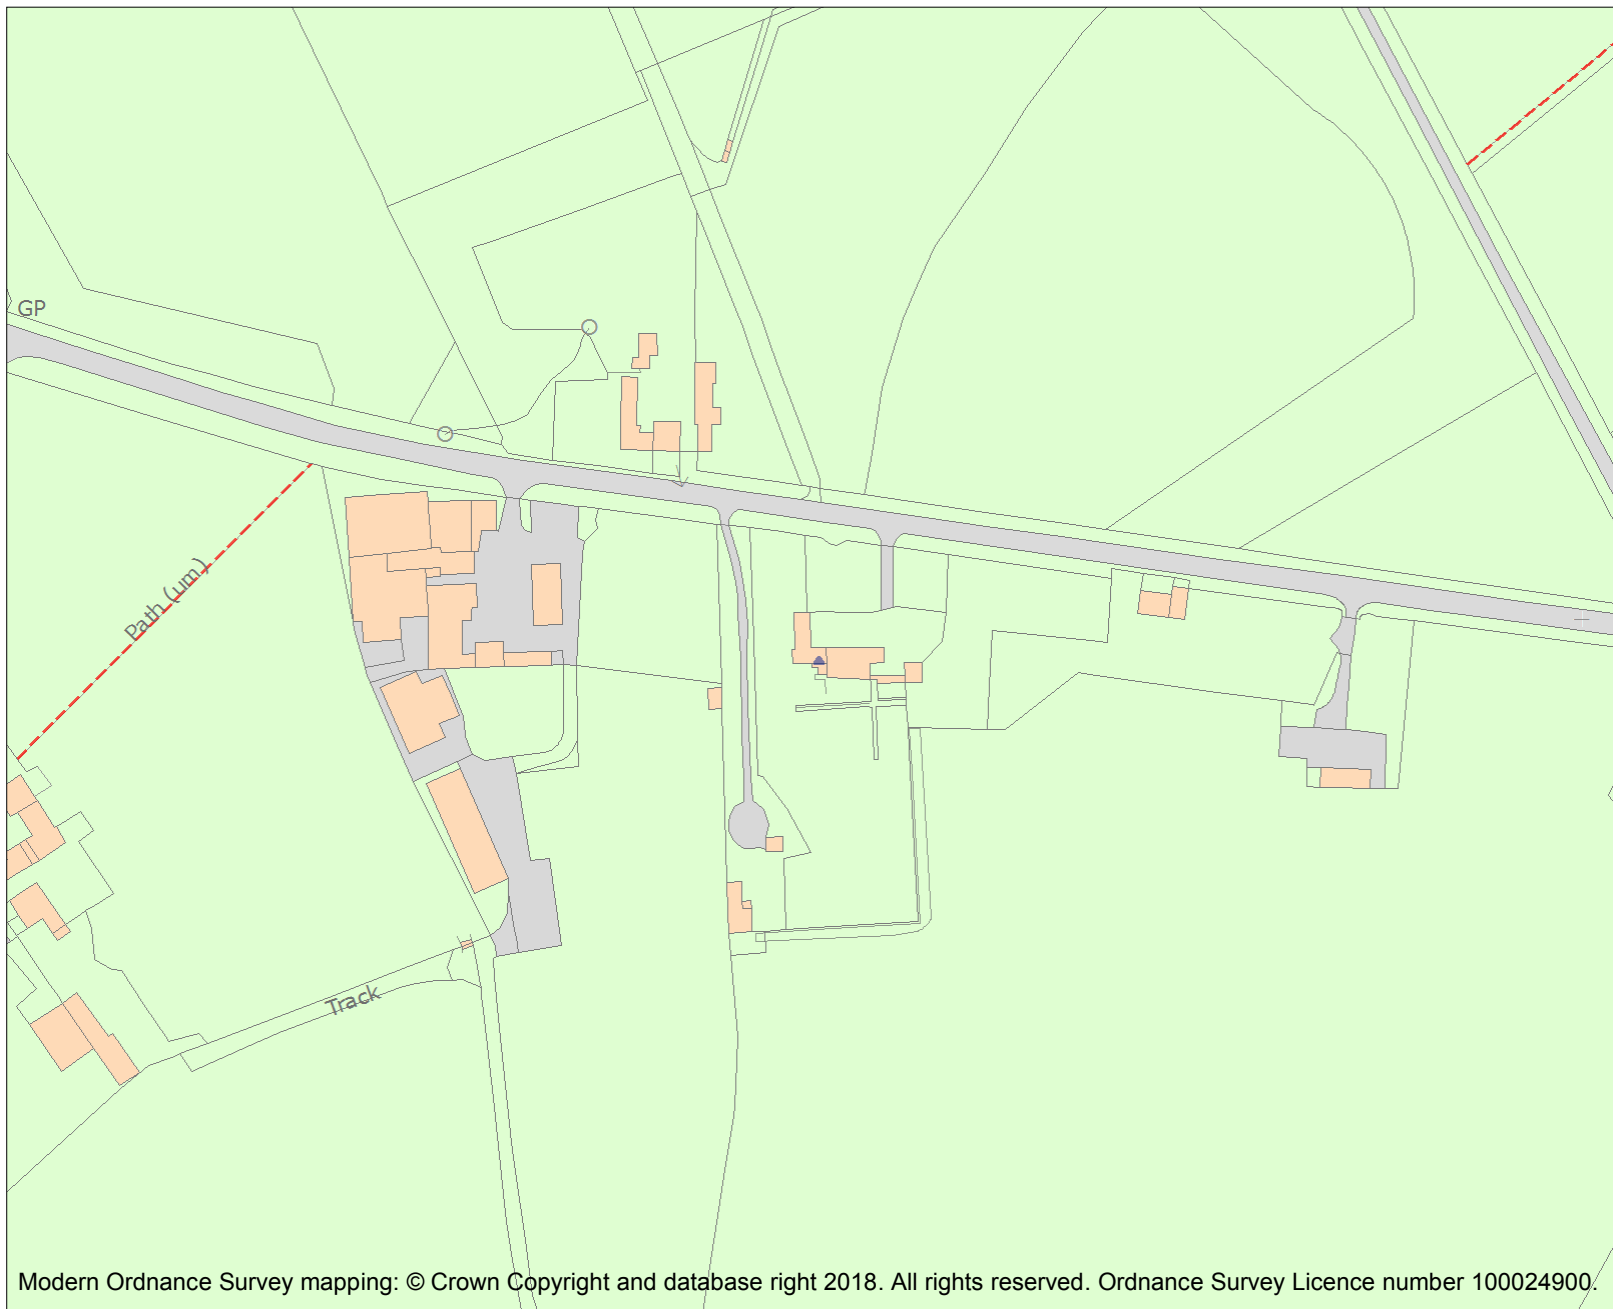 GP
Path (um)
Track
Modern Ordnance Survey mapping: © Crown Copyright and database right 2018. All rights reserved. Ordnance Survey Licence number 100024900.